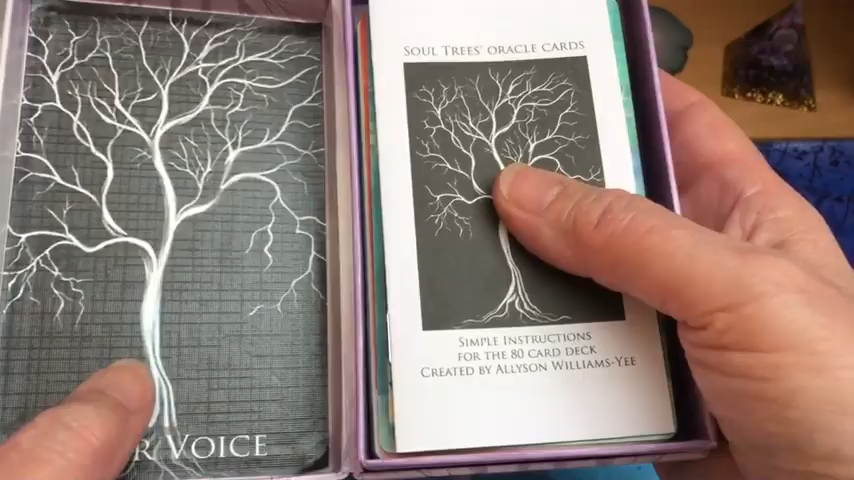 Soul Trees' Oracle Cards
Simple Instructions
for the 80 card deck
Created by Allyson Williams-Yee
Voice